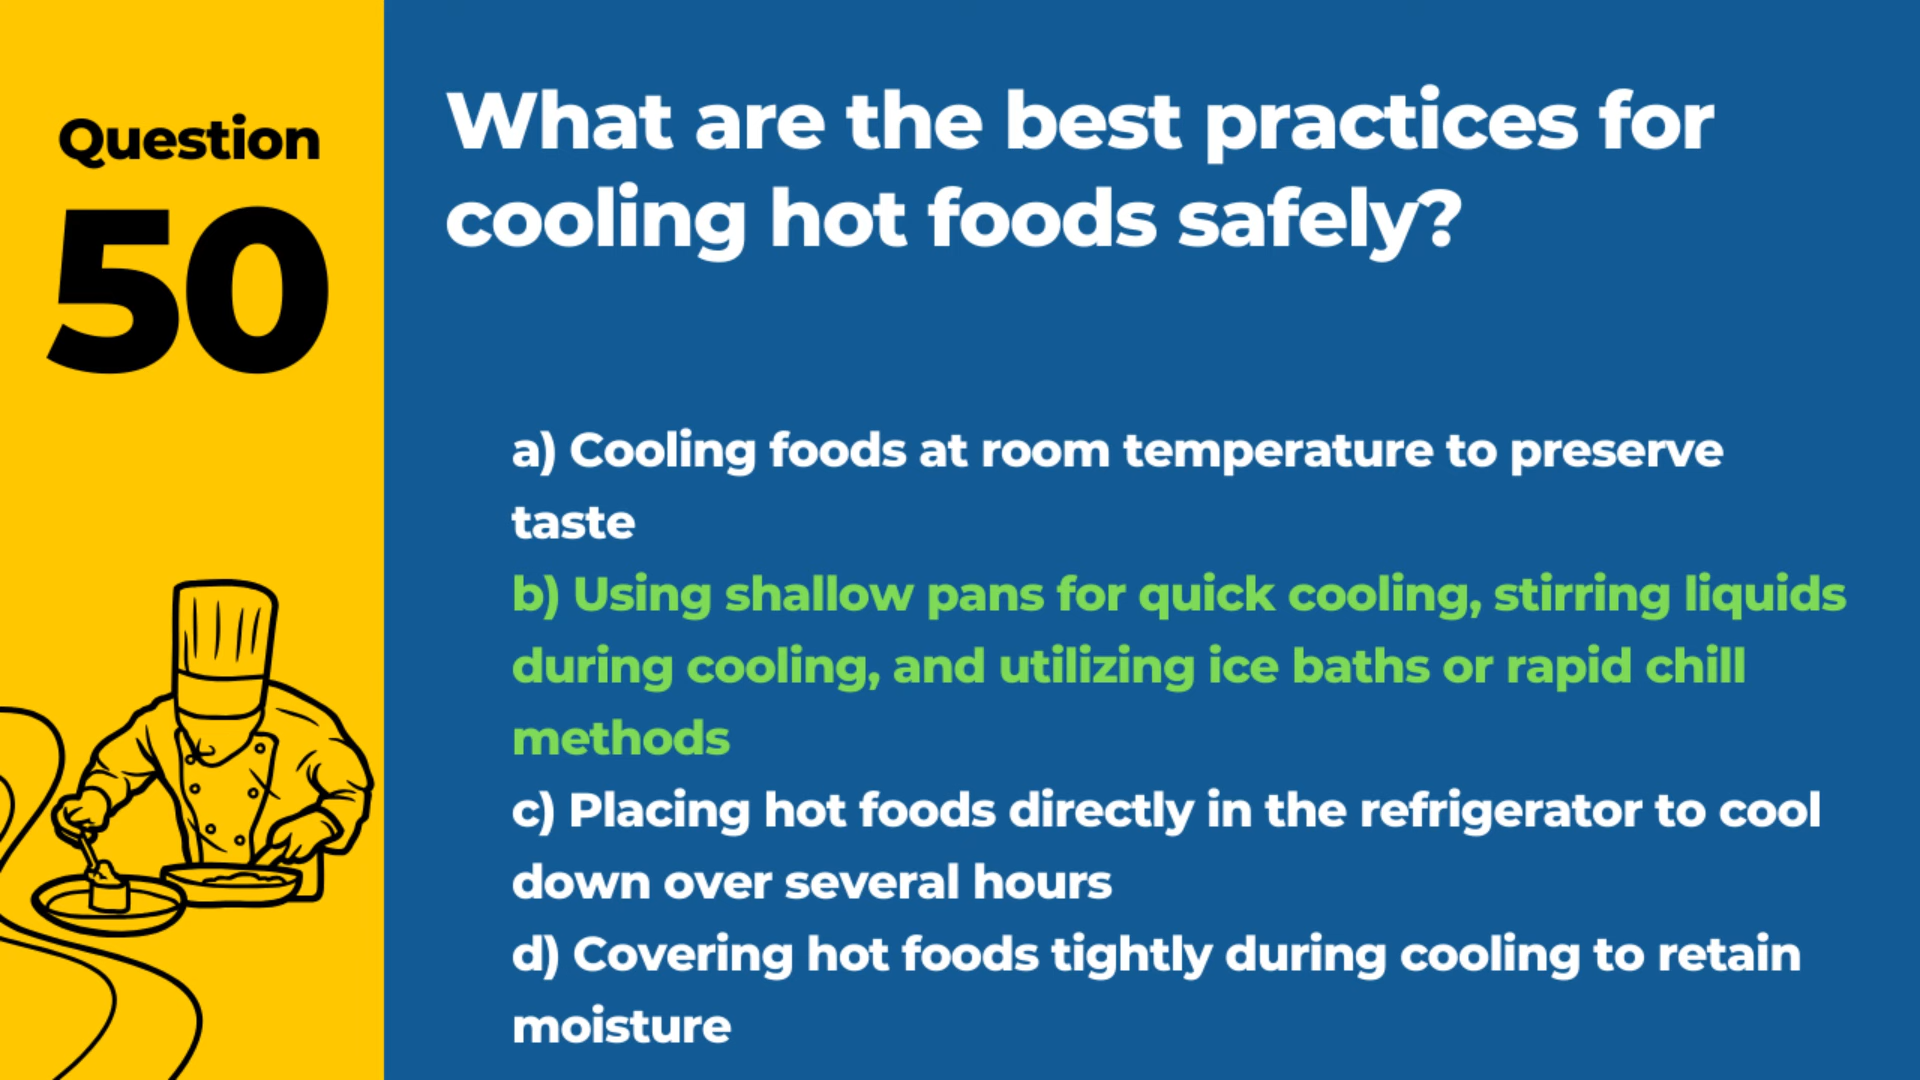 Question
50
What are the best practices for
cooling hot foods safely?
a) Cooling foods at room temperature to preserve
taste
b) Using shallow pans for quick cooling, stirring liquids
during cooling, and utilizing ice baths or rapid chill
methods
c) Placing hot foods directly in the refrigerator to cool
down over several hours
d) Covering hot foods tightly during cooling to retain
moisture